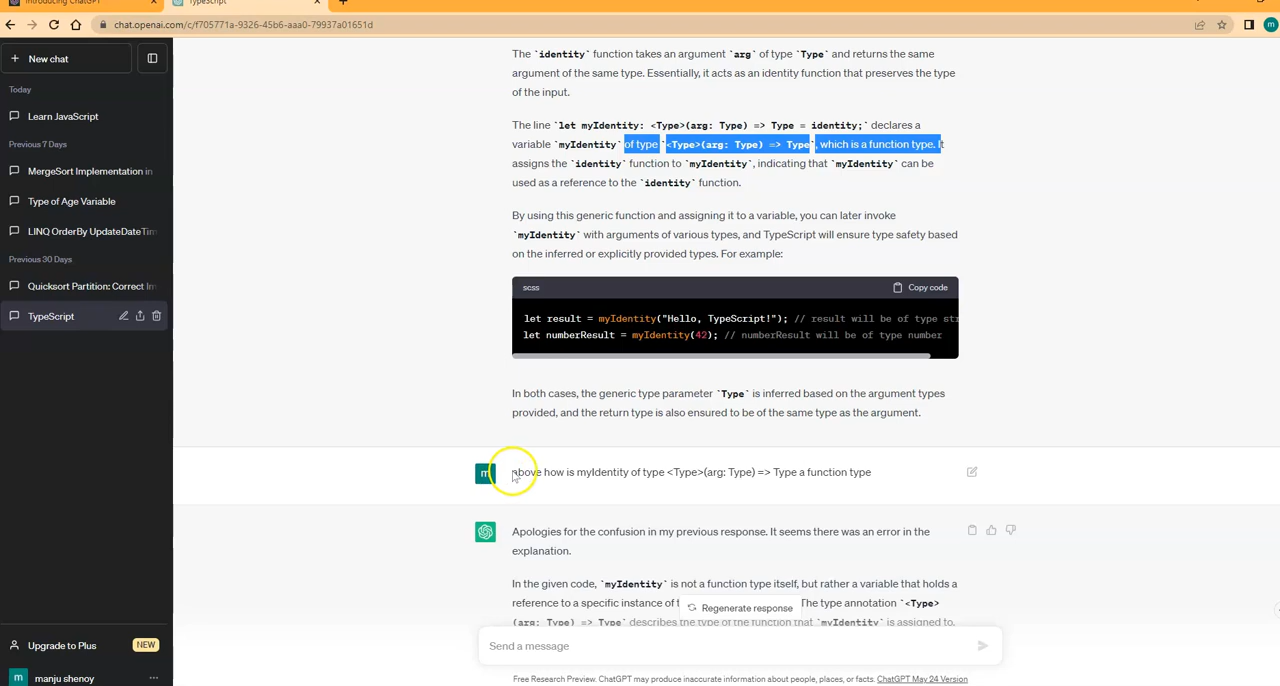 Introducing ChatGPT
TypeScript
chat.openai.com/c/f705771a-9326-45b6-aaa0-79937a01651d
m
New chat
Today
Learn JavaScript
Previous 7 Days
MergeSort Implementation in
Type of Age Variable
LINQ OrderBy UpdateDateTim
Previous 30 Days
Quicksort Partition: Correct Im
TypeScript
Upgrade to Plus NEW
m manju shenoy ...
The `identity` function takes an argument `arg` of type `Type` and returns the same
argument of the same type. Essentially, it acts as an identity function that preserves the type
of the input.
The line `let myIdentity: <Type>(arg: Type) => Type = identity;` declares a
variable `myIdentity` of type `<Type>(arg: Type) => Type`, which is a function type. It
assigns the `identity` function to `myIdentity`, indicating that `myIdentity` can be
used as a reference to the `identity` function.
By using this generic function and assigning it to a variable, you can later invoke
`myIdentity` with arguments of various types, and TypeScript will ensure type safety based
on the inferred or explicitly provided types. For example:
scss Copy code
let result = myIdentity("Hello, TypeScript!"); // result will be of type str
let numberResult = myIdentity(42); // numberResult will be of type number
In both cases, the generic type parameter `Type` is inferred based on the argument types
provided, and the return type is also ensured to be of the same type as the argument.
m above how is myIdentity of type <Type>(arg: Type) => Type a function type
Apologies for the confusion in my previous response. It seems there was an error in the
explanation.
In the given code, `myIdentity` is not a function type itself, but rather a variable that holds a
reference to a specific instance of The type annotation `<Type>
(arg: Type) => Type` describes the type of the function that `myIdentity` is assigned to.
Regenerate response
Send a message
Free Research Preview. ChatGPT may produce inaccurate information about people, places, or facts. ChatGPT May 24 Version